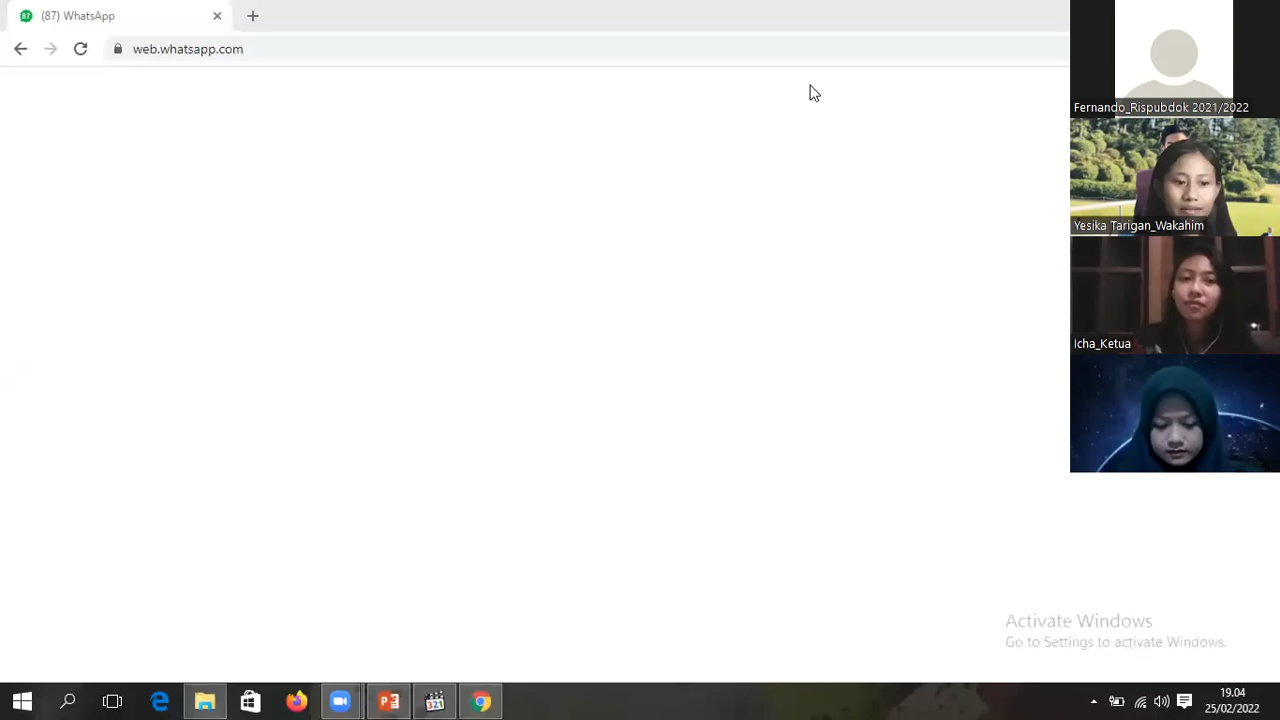 (87) WhatsApp
web.whatsapp.com
Fernando_Rispubdok 2021/2022
Yesika Tarigan_Wakahim
Icha_Ketua
Activate Windows
Go to Settings to activate Windows.
321
19.04
25/02/2022